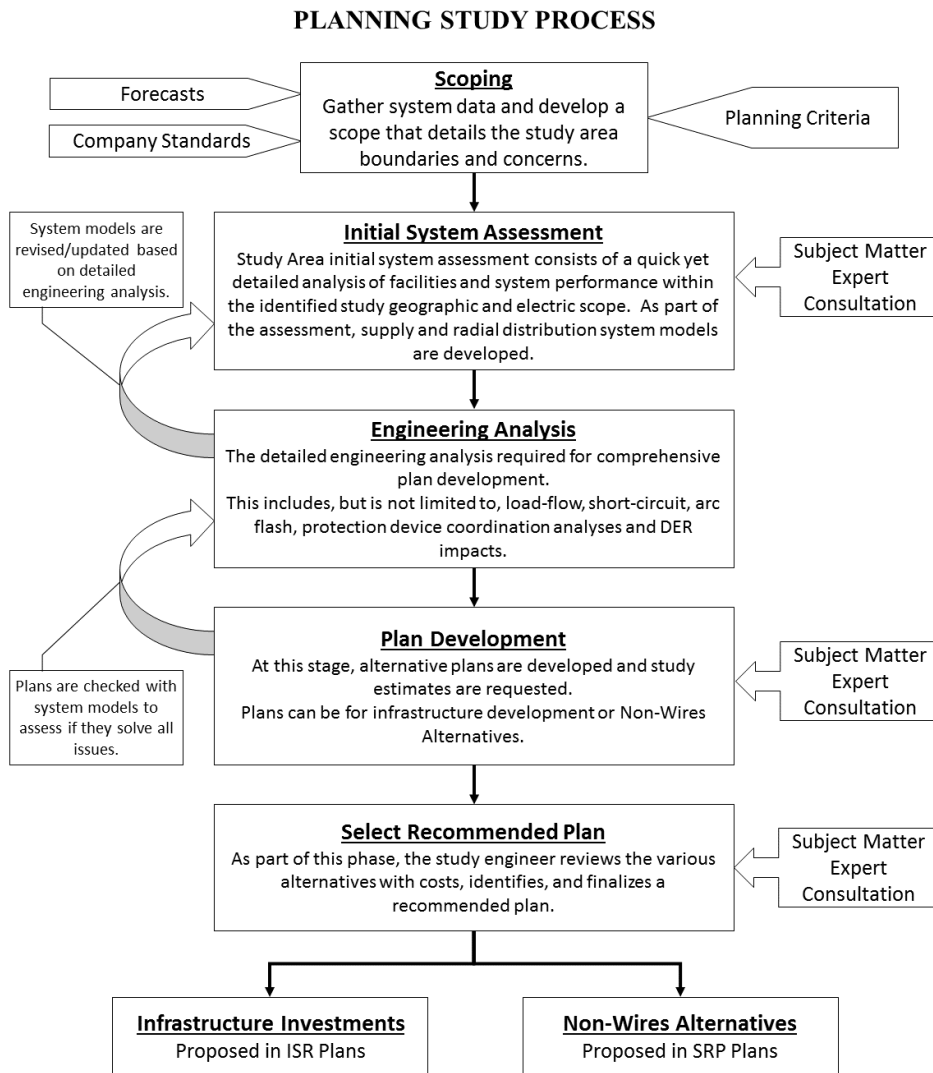 PLANNING STUDY PROCESS
Scoping
Gather system data and develop a
scope that details the study area
boundaries and concerns.
Forecasts
Company Standards
Planning Criteria
Initial System Assessment
Study Area initial system assessment consists of a quick yet
detailed analysis of facilities and system performance within
the identified study geographic and electric scope. As part of
the assessment, supply and radial distribution system models
are developed.
System models are
revised/updated based
on detailed
engineering analysis.
Subject Matter
Expert
Consultation
Engineering Analysis
The detailed engineering analysis required for comprehensive
plan development.
This includes, but is not limited to, load-flow, short-circuit, arc
flash, protection device coordination analyses and DER
impacts.
Plan Development
At this stage, alternative plans are developed and study
estimates are requested.
Plans can be for infrastructure development or Non-Wires
Alternatives.
Plans are checked with
system models to
assess if they solve all
issues.
Subject Matter
Expert
Consultation
Select Recommended Plan
As part of this phase, the study engineer reviews the various
alternatives with costs, identifies, and finalizes a
recommended plan.
Subject Matter
Expert
Consultation
Infrastructure Investments
Proposed in ISR Plans
Non-Wires Alternatives
Proposed in SRP Plans